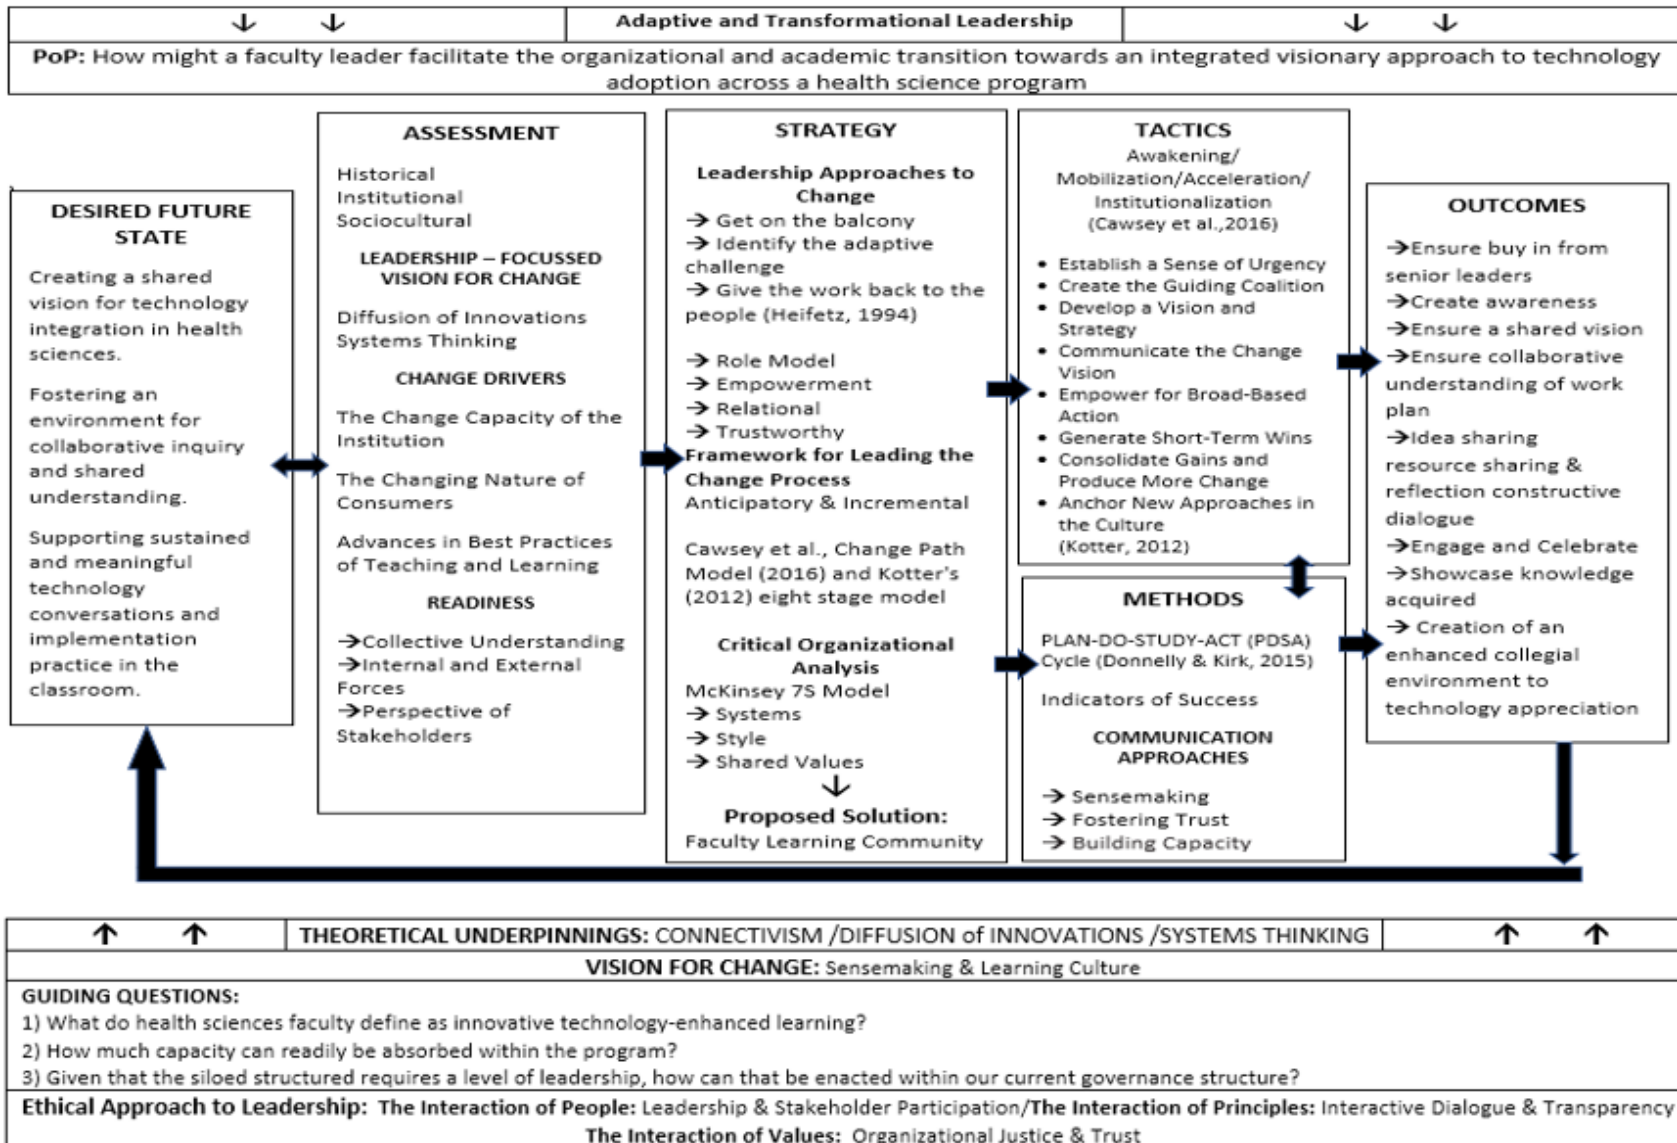 ↓ ↓ Adaptive and Transformational Leadership ↓ ↓
PoP: How might a faculty leader facilitate the organizational and academic transition towards an integrated visionary approach to technology
adoption across a health science program
DESIRED FUTURE
STATE
Creating a shared
vision for technology
integration in health
sciences.
Fostering an
environment for
collaborative inquiry
and shared
understanding.
Supporting sustained
and meaningful
technology
conversations and
implementation
practice in the
classroom.
ASSESSMENT
Historical
Institutional
Sociocultural
LEADERSHIP – FOCUSSED
VISION FOR CHANGE
Diffusion of Innovations
Systems Thinking
CHANGE DRIVERS
The Change Capacity of the
Institution
The Changing Nature of
Consumers
Advances in Best Practices
of Teaching and Learning
READINESS
→Collective Understanding
→Internal and External
Forces
→Perspective of
Stakeholders
STRATEGY
Leadership Approaches to
Change
→ Get on the balcony
→ Identify the adaptive
challenge
→ Give the work back to the
people (Heifetz, 1994)
→ Role Model
→ Empowerment
→ Relational
→ Trustworthy
Framework for Leading the
Change Process
Anticipatory & Incremental
Cawsey et al., Change Path
Model (2016) and Kotter's
(2012) eight stage model
Critical Organizational
Analysis
McKinsey 7S Model
→ Systems
→ Style
→ Shared Values
↓
Proposed Solution:
Faculty Learning Community
TACTICS
Awakening/
Mobilization/Acceleration/
Institutionalization
(Cawsey et al.,2016)
• Establish a Sense of Urgency
• Create the Guiding Coalition
• Develop a Vision and
Strategy
• Communicate the Change
Vision
• Empower for Broad-Based
Action
• Generate Short-Term Wins
• Consolidate Gains and
Produce More Change
• Anchor New Approaches in
the Culture
(Kotter, 2012)
METHODS
PLAN-DO-STUDY-ACT (PDSA)
Cycle (Donnelly & Kirk, 2015)
Indicators of Success
COMMUNICATION
APPROACHES
→ Sensemaking
→ Fostering Trust
→ Building Capacity
OUTCOMES
→Ensure buy in from
senior leaders
→Create awareness
→Ensure a shared vision
→Ensure collaborative
understanding of work
plan
→Idea sharing
resource sharing &
reflection constructive
dialogue
→Engage and Celebrate
→Showcase knowledge
acquired
→ Creation of an
enhanced collegial
environment to
technology appreciation
↑ ↑ THEORETICAL UNDERPINNINGS: CONNECTIVISM /DIFFUSION of INNOVATIONS /SYSTEMS THINKING ↑ ↑
VISION FOR CHANGE: Sensemaking & Learning Culture
GUIDING QUESTIONS:
1) What do health sciences faculty define as innovative technology-enhanced learning?
2) How much capacity can readily be absorbed within the program?
3) Given that the siloed structured requires a level of leadership, how can that be enacted within our current governance structure?
Ethical Approach to Leadership: The Interaction of People: Leadership & Stakeholder Participation/The Interaction of Principles: Interactive Dialogue & Transparency
The Interaction of Values: Organizational Justice & Trust